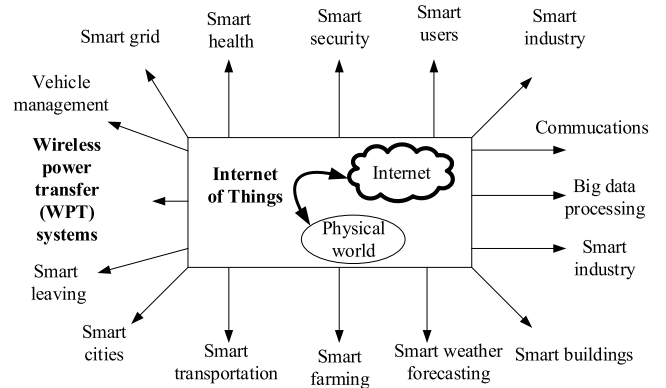 Smart grid
Smart
health
Smart
security
Smart
users
Smart
industry
Vehicle
management
Commucations
Wireless
power
transfer
(WPT)
systems
Internet
of Things
Internet
Big data
processing
Physical
world
Smart
leaving
Smart
industry
Smart
cities
Smart
transportation
Smart
farming
Smart weather
forecasting
Smart buildings